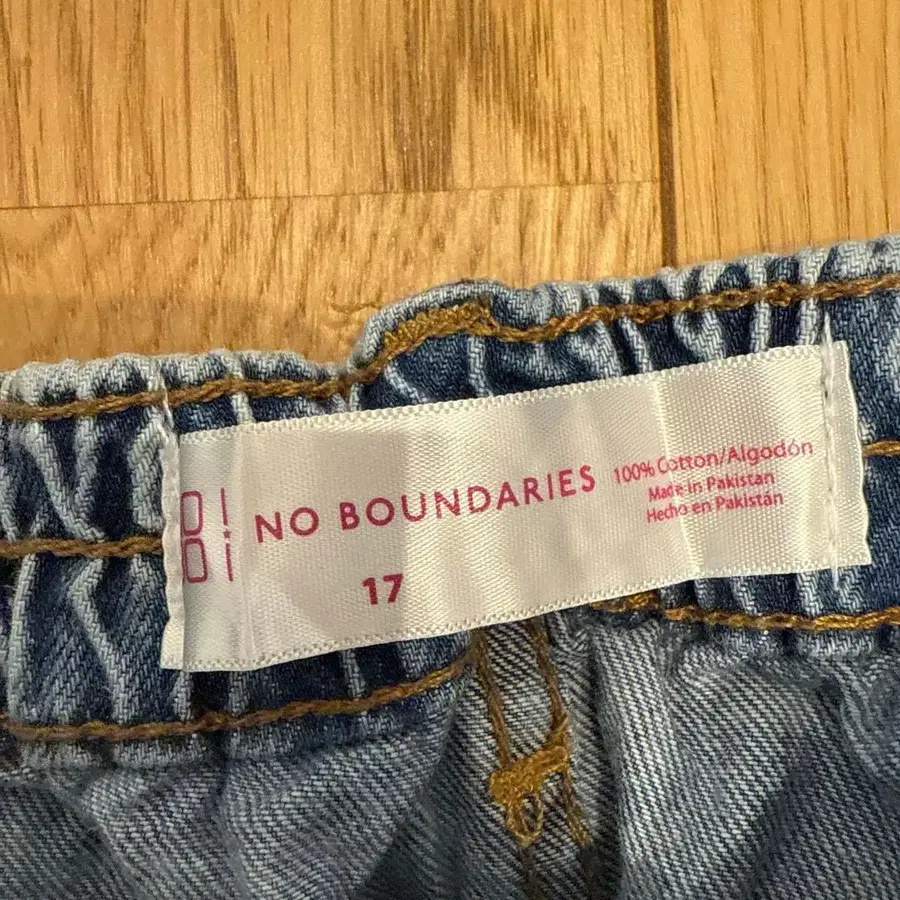 NO BOUNDARIES
17
100% Cotton/Algodón
Made in Pakistan
Hecho en Pakistán